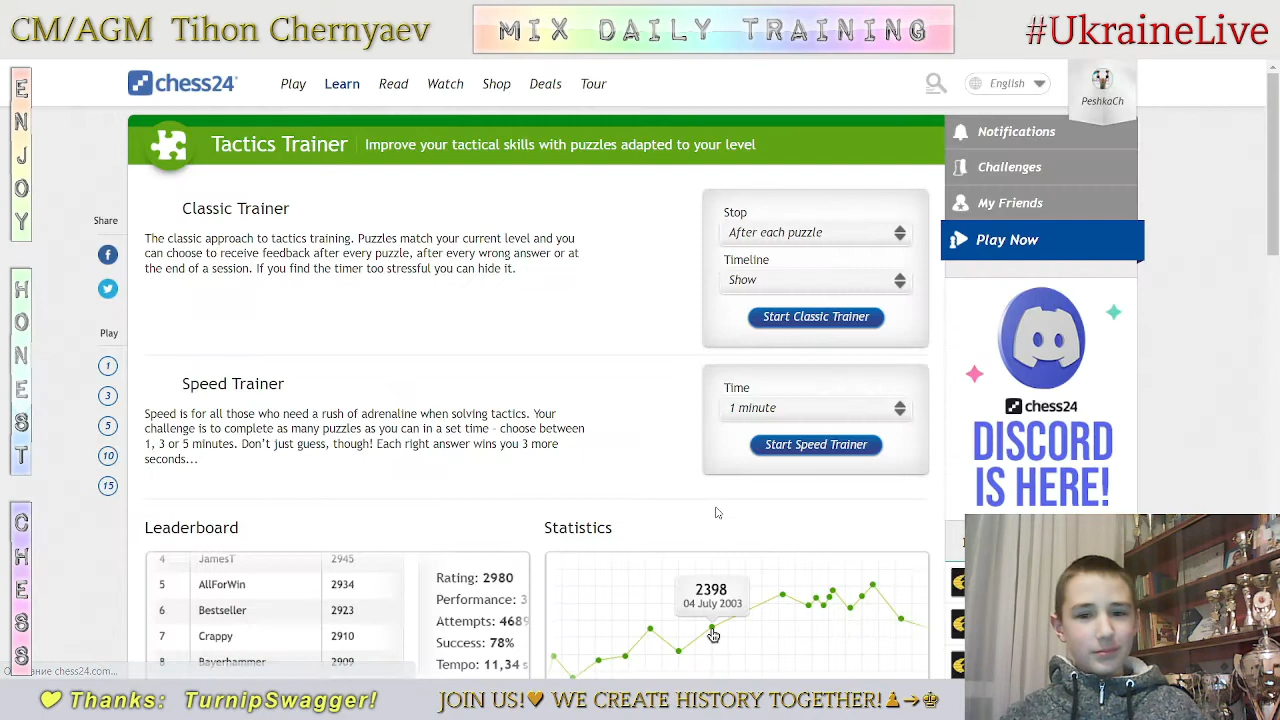 CM/AGM Tihon Chernyaev
MIX DAILY TRAINING
#UkraineLive
ENJOY
HONEST
CHESS
chess24
Play Learn Read Watch Shop Deals Tour
English
PeshkaCh
Tactics Trainer Improve your tactical skills with puzzles adapted to your level
Notifications
Challenges
My Friends
Play Now
Share
Play
1
3
5
10
15
Classic Trainer
The classic approach to tactics training. Puzzles match your current level and you
can choose to receive feedback after every puzzle, after every wrong answer or at
the end of a session. If you find the timer too stressful you can hide it.
Stop
After each puzzle
Timeline
Show
Start Classic Trainer
Speed Trainer
Speed is for all those who need a rush of adrenaline when solving tactics. Your
challenge is to complete as many puzzles as you can in a set time - choose between
1, 3 or 5 minutes. Don't just guess, though! Each right answer wins you 3 more
seconds...
Time
1 minute
Start Speed Trainer
chess24
DISCORD
IS HERE!
Leaderboard
4 JamesT 2945
5 AllForWin 2934
6 Bestseller 2923
7 Crappy 2910
8 Bayerhammer 2909
Rating: 2980
Performance: 3
Attempts: 4689
Success: 78%
Tempo: 11,34 s
Statistics
2398
04 July 2003
chess24.com...
Thanks: TurnipSwagger!
JOIN US! WE CREATE HISTORY TOGETHER!